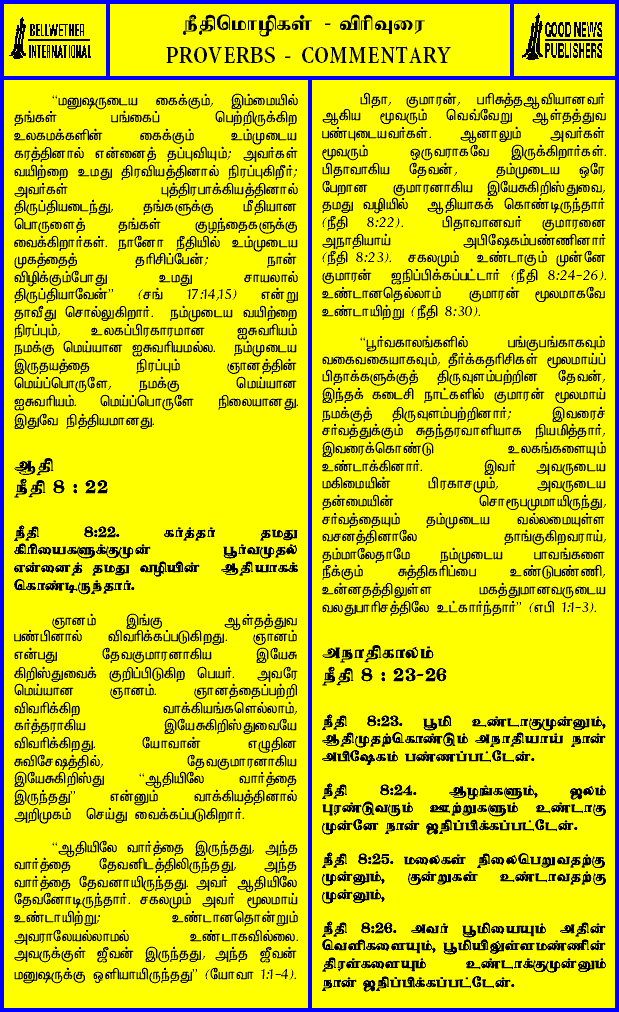 BELLWETHER
INTERNATIONAL
நீதிமொழிகள் - விரிவுரை
PROVERBS - COMMENTARY
GOOD NEWS
PUBLISHERS
“மனுஷருடைய கைக்கும், இம்மையில்
தங்கள் பங்கைப் பெற்றிருக்கிற
உலகமக்களின் கைக்கும் உம்முடைய
கரத்தினால் என்னைத் தப்புவியும்; அவர்கள்
வயிற்றை உமது திரவியத்தினால் நிரப்புகிறீர்;
அவர்கள் புத்திரபாக்கியத்தினால்
திருப்தியடைந்து, தங்களுக்கு மீதியான
பொருளைத் தங்கள் குழந்தைகளுக்கு
வைக்கிறார்கள். நானோ நீதியில் உம்முடைய
முகத்தைத் தரிசிப்பேன்; நான்
விழிக்கும்போது உமது சாயலால்
திருப்தியாவேன்” (சங் 17:14,15) என்று
தாவீது சொல்லுகிறார். நம்முடைய வயிற்றை
நிரப்பும், உலகப்பிரகாரமான ஐசுவரியம்
நமக்கு மெய்யான ஐசுவரியமல்ல. நம்முடைய
இருதயத்தை நிரப்பும் ஞானத்தின்
மெய்ப்பொருளே, நமக்கு மெய்யான
ஐசுவரியம். மெய்ப்பொருளே நிலையானது.
இதுவே நித்தியமானது.
ஆதி
நீதி 8 : 22
நீதி 8:22. கர்த்தர் தமது
கிரியைகளுக்குமுன் பூர்வமுதல்
என்னைத் தமது வழியின் ஆதியாகக்
கொண்டிருந்தார்.
ஞானம் இங்கு ஆள்தத்துவ
பண்பினால் விவரிக்கப்படுகிறது. ஞானம்
என்பது தேவகுமாரனாகிய இயேசு
கிறிஸ்துவைக் குறிப்பிடுகிற பெயர். அவரே
மெய்யான ஞானம். ஞானத்தைப்பற்றி
விவரிக்கிற வாக்கியங்களெல்லாம்,
கர்த்தராகிய இயேசுகிறிஸ்துவையே
விவரிக்கிறது. யோவான் எழுதின
சுவிசேஷத்தில், தேவகுமாரனாகிய
இயேசுகிறிஸ்து “ஆதியிலே வார்த்தை
இருந்தது” என்னும் வாக்கியத்தினால்
அறிமுகம் செய்து வைக்கப்படுகிறார்.
“ஆதியிலே வார்த்தை இருந்தது, அந்த
வார்த்தை தேவனிடத்திலிருந்தது, அந்த
வார்த்தை தேவனாயிருந்தது. அவர் ஆதியிலே
தேவனோடிருந்தார். சகலமும் அவர் மூலமாய்
உண்டாயிற்று; உண்டானதொன்றும்
அவராலேயல்லாமல் உண்டாகவில்லை.
அவருக்குள் ஜீவன் இருந்தது, அந்த ஜீவன்
மனுஷருக்கு ஒளியாயிருந்தது” (யோவா 1:1-4).
பிதா, குமாரன், பரிசுத்தஆவியானவர்
ஆகிய மூவரும் வெவ்வேறு ஆள்தத்துவ
பண்புடையவர்கள். ஆனாலும் அவர்கள்
மூவரும் ஒருவராகவே இருக்கிறார்கள்.
பிதாவாகிய தேவன், தம்முடைய ஒரே
பேறான குமாரனாகிய இயேசுகிறிஸ்துவை,
தமது வழியில் ஆதியாகக் கொண்டிருந்தார்
(நீதி 8:22). பிதாவானவர் குமாரனை
அநாதியாய் அபிஷேகம்பண்ணினார்
(நீதி 8:23). சகலமும் உண்டாகும் முன்னே
குமாரன் ஜநிப்பிக்கப்பட்டார் (நீதி 8:24-26).
உண்டானதெல்லாம் குமாரன் மூலமாகவே
உண்டாயிற்று (நீதி 8:30).
“பூர்வகாலங்களில் பங்குபங்காகவும்
வகைவகையாகவும், தீர்க்கதரிசிகள் மூலமாய்ப்
பிதாக்களுக்குத் திருவுளம்பற்றின தேவன்,
இந்தக் கடைசி நாட்களில் குமாரன் மூலமாய்
நமக்குத் திருவுளம்பற்றினார்; இவரைச்
சர்வத்துக்கும் சுதந்தரவாளியாக நியமித்தார்,
இவரைக்கொண்டு உலகங்களையும்
உண்டாக்கினார். இவர் அவருடைய
மகிமையின் பிரகாசமும், அவருடைய
தன்மையின் சொரூபமுமாயிருந்து,
சர்வத்தையும் தம்முடைய வல்லமையுள்ள
வசனத்தினாலே தாங்குகிறவராய்,
தம்மாலேதாமே நம்முடைய பாவங்களை
நீக்கும் சுத்திகரிப்பை உண்டுபண்ணி,
உன்னதத்திலுள்ள மகத்துமானவருடைய
வலதுபாரிசத்திலே உட்கார்ந்தார்” (எபி 1:1-3).
அநாதிகாலம்
நீதி 8 : 23-26
நீதி 8:23. பூமி உண்டாகுமுன்னும்,
ஆதிமுதற்கொண்டும் அநாதியாய் நான்
அபிஷேகம் பண்ணப்பட்டேன்.
நீதி 8:24. ஆழங்களும், ஜலம்
புரண்டுவரும் ஊற்றுகளும் உண்டாகு
முன்னே நான் ஜநிப்பிக்கப்பட்டேன்.
நீதி 8:25. மலைகள் நிலைபெறுவதற்கு
முன்னும், குன்றுகள் உண்டாவதற்கு
முன்னும்,
நீதி 8:26. அவர் பூமியையும் அதின்
வெளிகளையும், பூமியிலுள்ளமண்ணின்
திரள்களையும் உண்டாக்குமுன்னும்
நான் ஜநிப்பிக்கப்பட்டேன்.